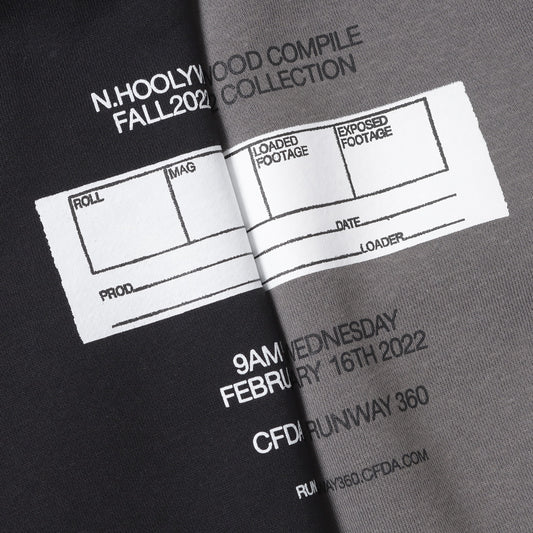 N.HOOLYWOOD COMPILE
FALL2022 COLLECTION
ROLL
MAG
LOADED
FOOTAGE
EXPOSED
FOOTAGE
PROD.
DATE
LOADER
9AM WEDNESDAY
FEBRUARY 16TH 2022
CFDA RUNWAY 360
RUNWAY360.CFDA.COM